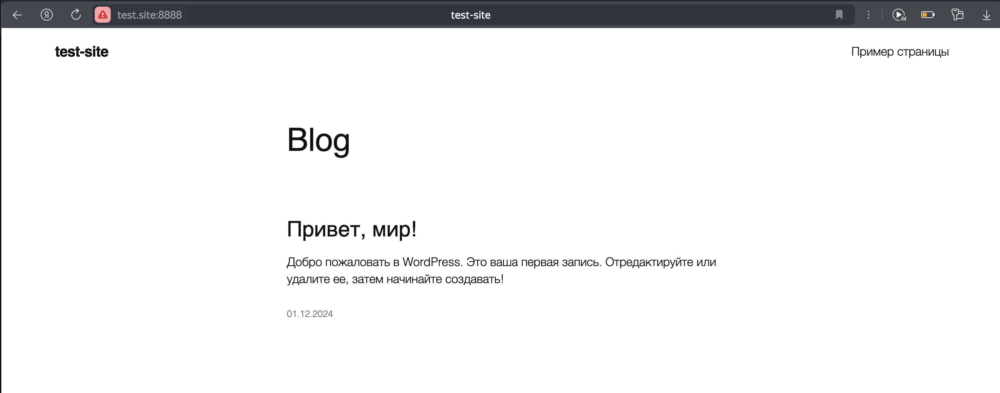 test.site:8888
test-site
test-site
Пример страницы
Blog
Привет, мир!
Добро пожаловать в WordPress. Это ваша первая запись. Отредактируйте или
удалите ее, затем начинайте создавать!
01.12.2024